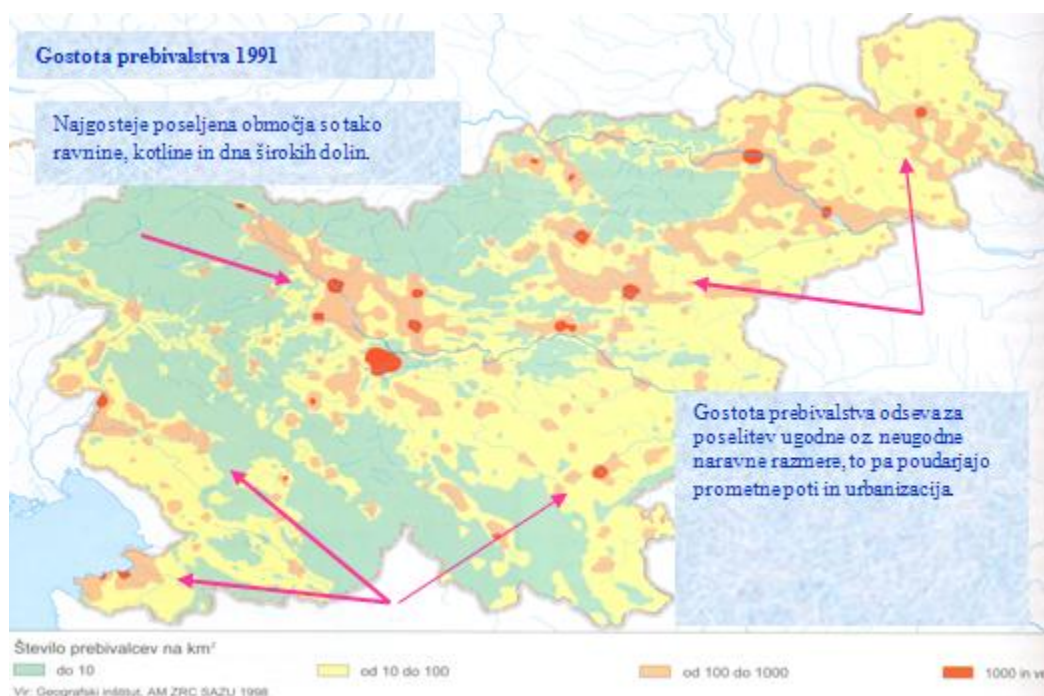 Gostota prebivalstva 1991
Najgosteje poseljena območja so tako
ravnine, kotline in dna širokih dolin.
Gostota prebivalstva odseva za
poselitev ugodne oz. neugodne
naravne razmere, to pa poudarjajo
prometne poti in urbanizacija.
Število prebivalcev na km²
do 10
od 10 do 100
od 100 do 1000
1000 in ve
Vir: Geografski inštitut, AM ZRC SAZU 1998